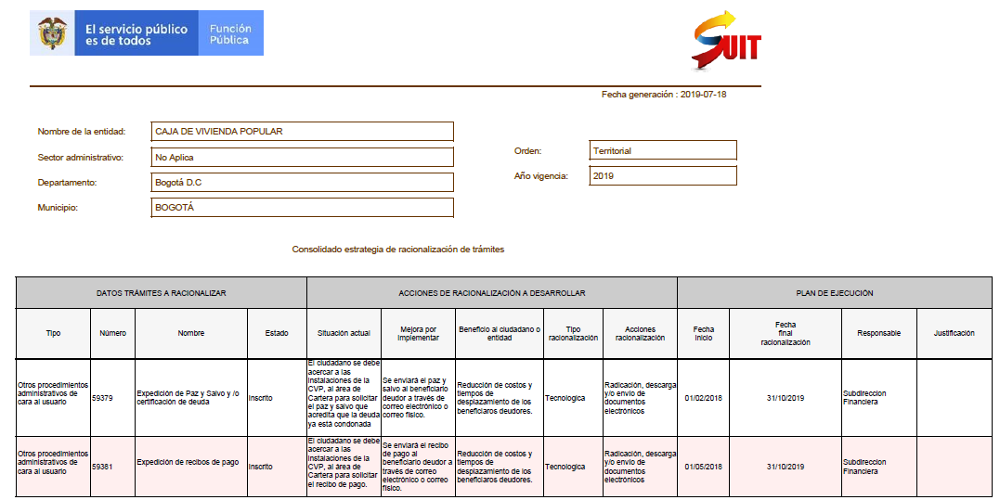 El servicio público
es de todos
Función
Pública
SUIT
Fecha generación : 2019-07-18
Nombre de la entidad:
CAJA DE VIVIENDA POPULAR
Orden:
Territorial
Sector administrativo:
No Aplica
Año vigencia:
2019
Departamento:
Bogotá D.C
Municipio:
BOGOTÁ
Consolidado estrategia de racionalización de trámites
DATOS TRÁMITES A RACIONALIZAR
ACCIONES DE RACIONALIZACIÓN A DESARROLLAR
PLAN DE EJECUCIÓN
Tipo
Número
Nombre
Estado
Situación actual
Mejora por
implementar
Beneficio al ciudadano o
entidad
Tipo
racionalización
Acciones
racionalización
Fecha
inicio
Fecha
final
racionalización
Responsable
Justificación
Otros procedimientos
administrativos de
cara al usuario
59379
Expedición de Paz y Salvo y /o
certificación de deuda
Inscrito
El ciudadano se debe
acercar a las
instalaciones de la
CVP, al área de
Cartera para solicitar
el paz y salvo que
acredita que la deuda
ya está condonada
Se enviará el paz y
salvo al beneficiario
deudor a través de
correo electrónico o
correo físico.
Reducción de costos y
tiempos de
desplazamiento de los
beneficiaros deudores.
Tecnologica
Radicación, descarga
y/o envio de
documentos
electrónicos
01/02/2018
31/10/2019
Subdireccion
Financiera
Otros procedimientos
administrativos de
cara al usuario
59381
Expedición de recibos de pago
Inscrito
El ciudadano se debe
acercar a las
instalaciones de la
CVP, al área de
Cartera para solicitar
el recibo de pago.
Se enviará el recibo
de pago al
beneficiario deudor a
través de correo
electrónico o correo
físico.
Reducción de costos y
tiempos de
desplazamiento de los
beneficiaros deudores.
Tecnologica
Radicación, descarga
y/o envio de
documentos
electrónicos
01/05/2018
31/10/2019
Subdireccion
Financiera